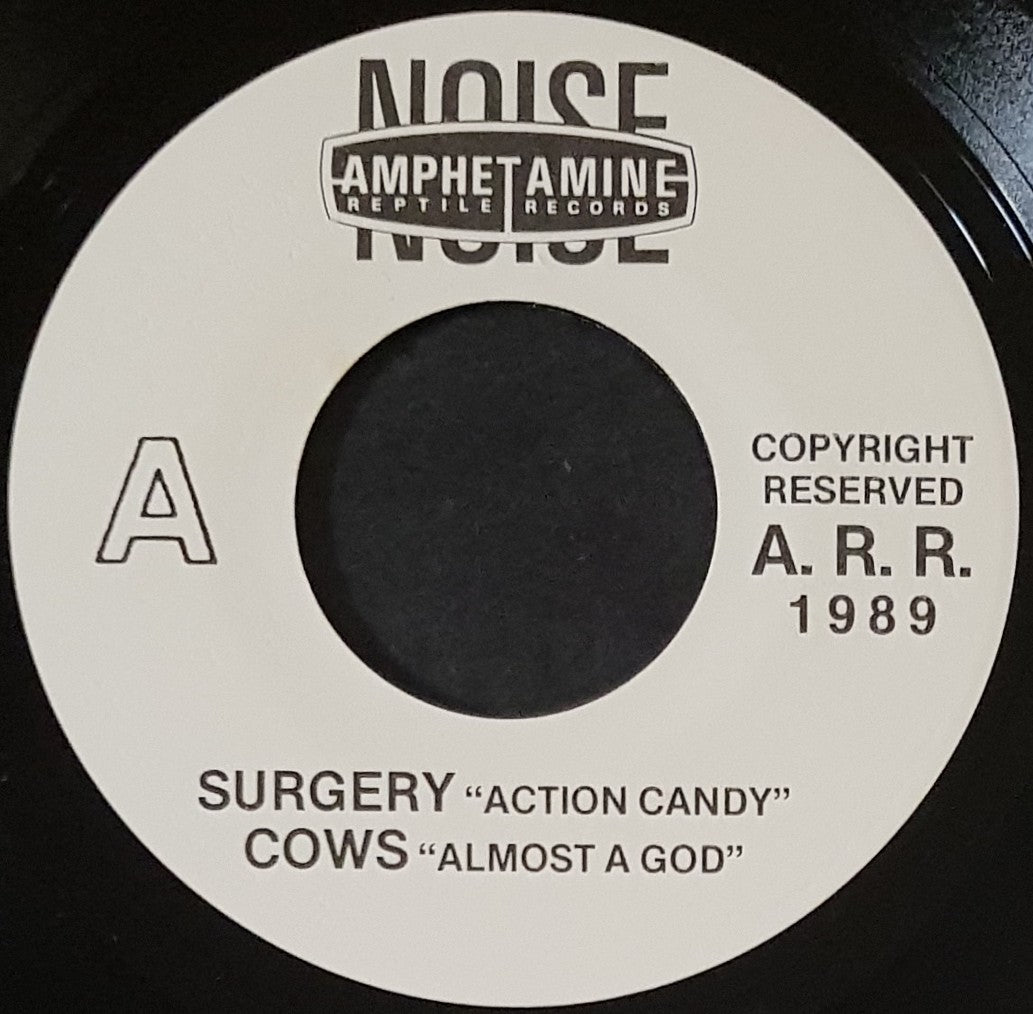 NOISE
AMPHETAMINE
REPTILE RECORDS
NOISE
A
COPYRIGHT
RESERVED
A. R. R.
1989
SURGERY “ACTION CANDY”
COWS “ALMOST A GOD”